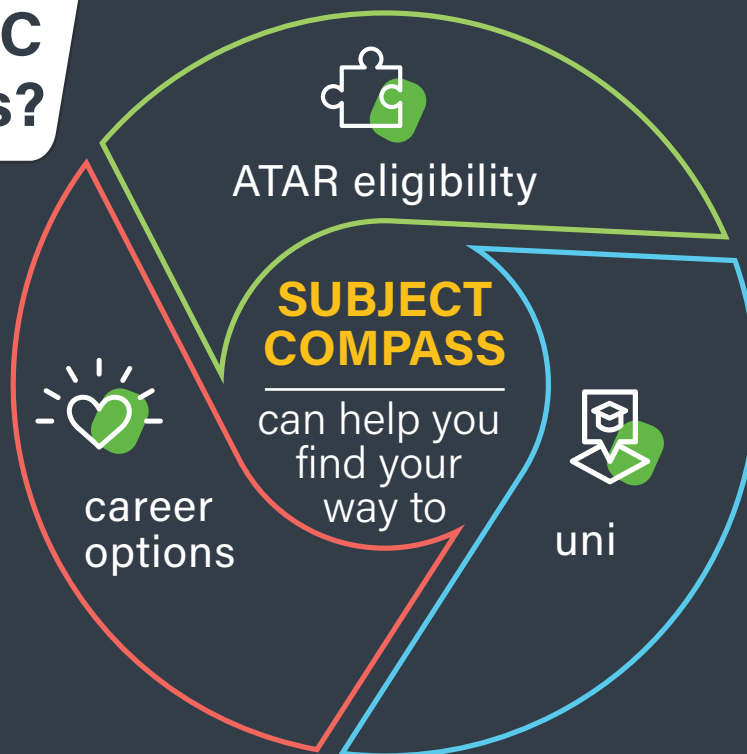 C
s?
ATAR eligibility
SUBJECT
COMPASS
can help you
find your
way to
career
options
uni